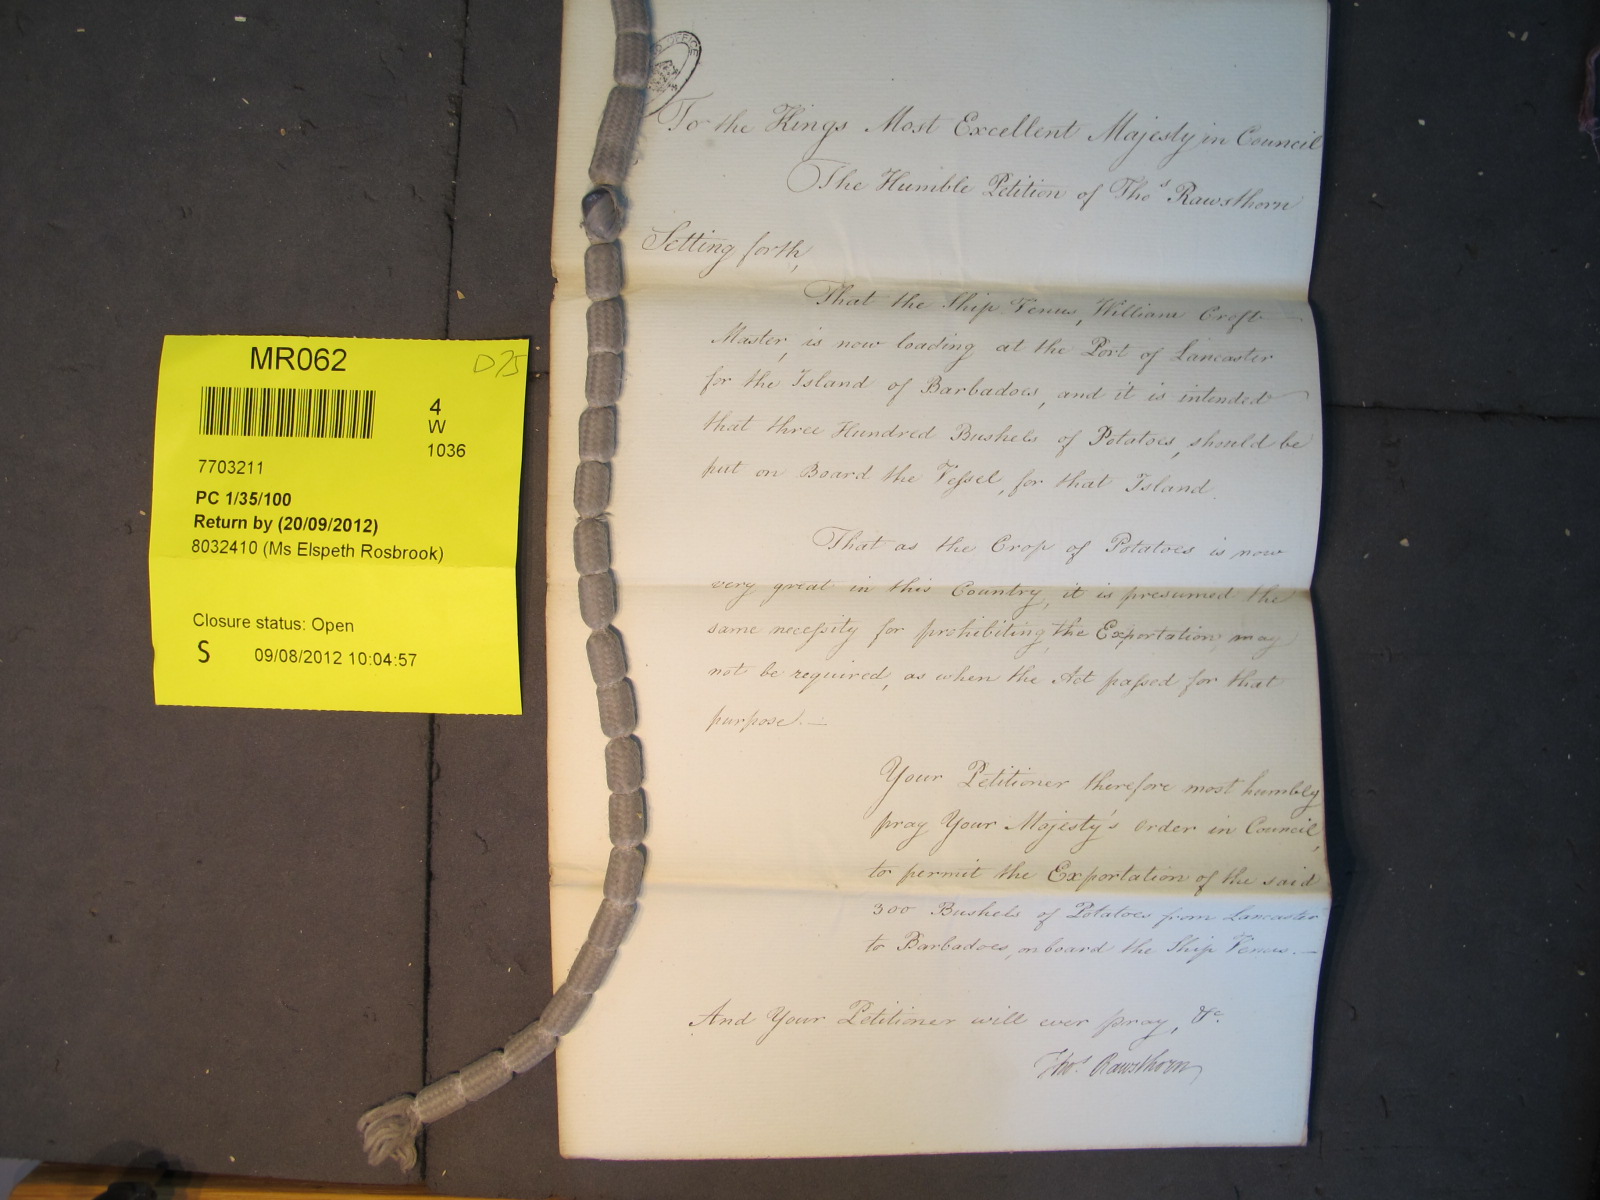 MR062
D75
4
W
1036
7703211
PC 1/35/100
Return by (20/09/2012)
8032410 (Ms Elspeth Rosbrook)
Closure status: Open
S 09/08/2012 10:04:57
OFFICE
To the Kings Most Excellent Majesty in Council
The Humble Petition of Thos Rawsthorn
Setting forth,
That the Ship Venus, William Croft
Master, is now loading at the Port of Lancaster
for the Island of Barbadoes, and it is intended
that three Hundred Bushels of Potatoes, should be
put on Board the Veſsel, for that Island.
That as the Crop of Potatoes is now
very great in this Country, it is presumed the
same neceſsity for prohibiting the Exportation, may
not be required, as when the Act paſsed for that
purpose.—
Your Petitioner therefore most humbly
pray Your Majesty's Order in Council,
to permit the Exportation of the said
300 Bushels of Potatoes from Lancaster
to Barbadoes, on board the Ship Venus.—
And Your Petitioner will ever pray, &c.
Thos. Rawsthorn